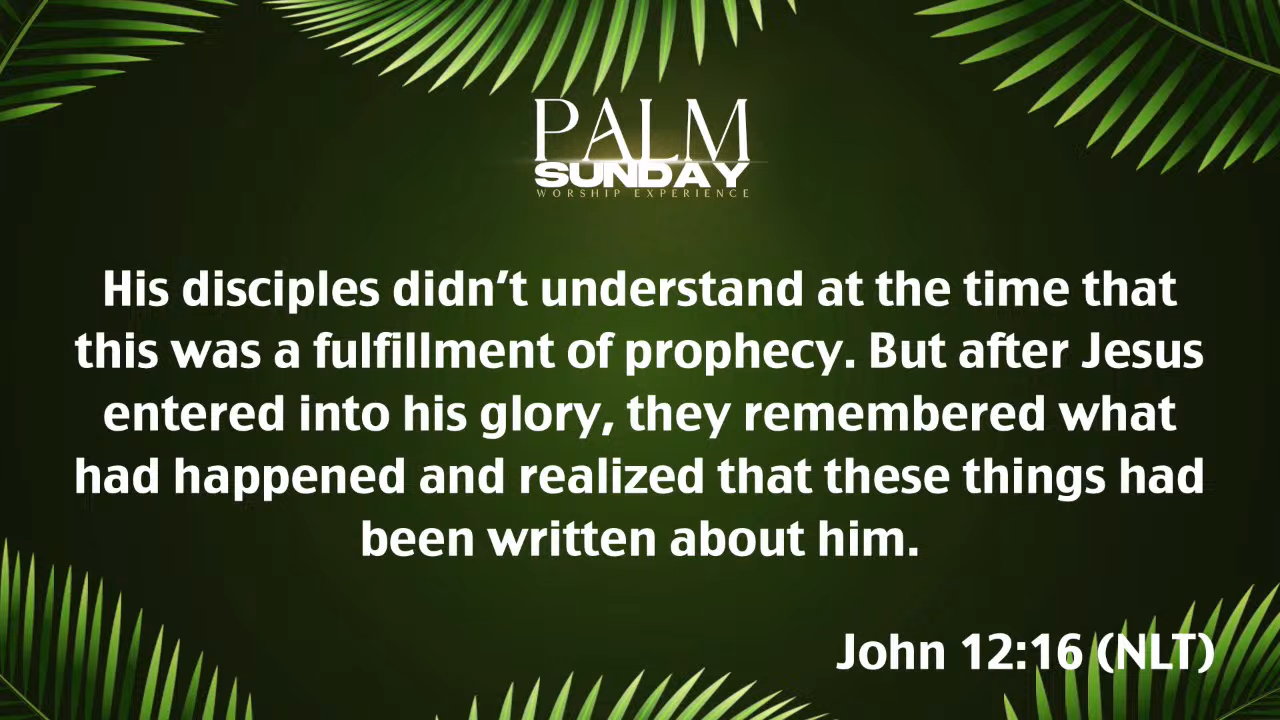 PALM
SUNDAY
WORSHIP EXPERIENCE
His disciples didn’t understand at the time that
this was a fulfillment of prophecy. But after Jesus
entered into his glory, they remembered what
had happened and realized that these things had
been written about him.
John 12:16 (NLT)